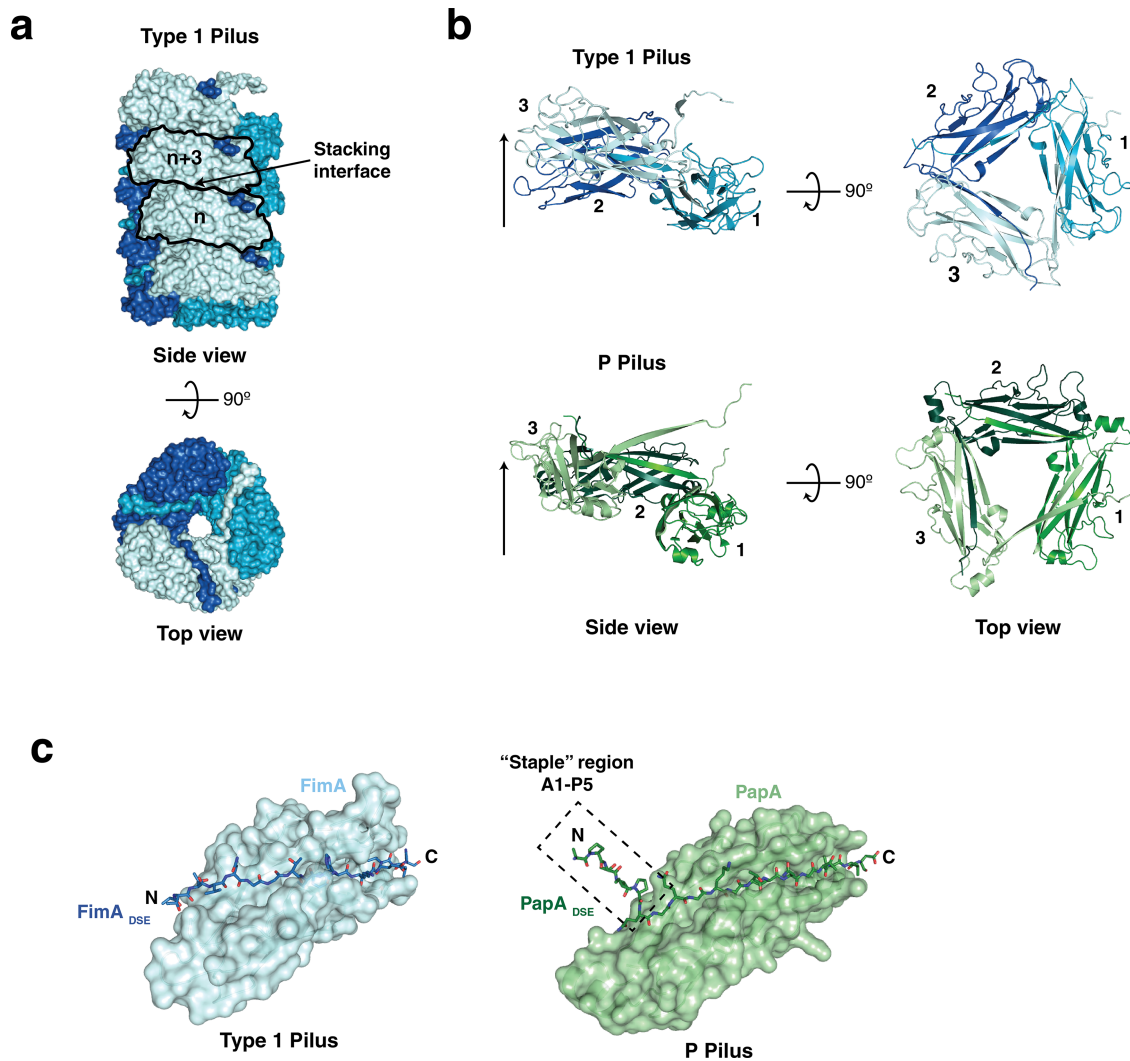 a
Type 1 Pilus
n+3
n
Stacking
interface
Side view
90º
Top view
b
Type 1 Pilus
3
2
1
90º
2
1
3
P Pilus
3
2
1
90º
2
1
3
Side view
Top view
c
FimA
N
C
FimA DSE
Type 1 Pilus
“Staple” region
A1-P5
PapA
N
C
PapA DSE
P Pilus